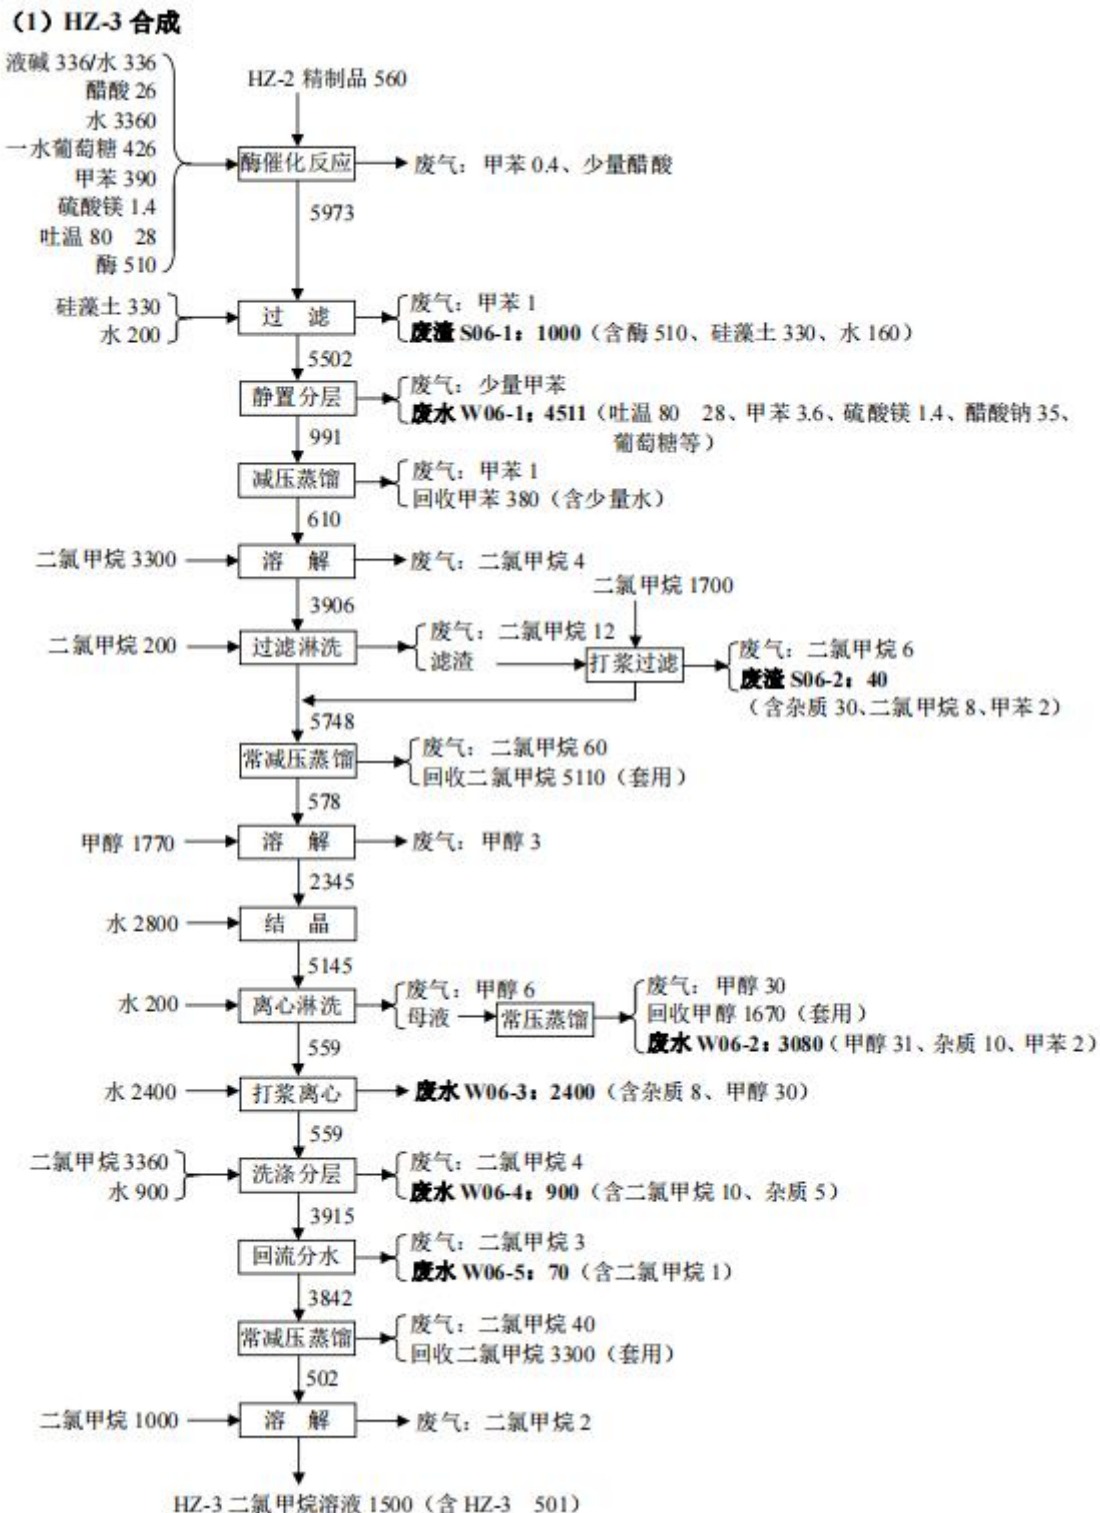 （1）HZ-3 合成
液碱 336/水 336
醋酸 26
水 3360
一水葡萄糖 426
甲苯 390
硫酸镁 1.4
吐温 80　28
酶 510
HZ-2 精制品 560
酶催化反应
废气：甲苯 0.4、少量醋酸
5973
硅藻土 330
水 200
过　滤
废气：甲苯 1
废渣 S06-1：1000（含酶 510、硅藻土 330、水 160）
5502
静置分层
废气：少量甲苯
废水 W06-1：4511（吐温 80　28、甲苯 3.6、硫酸镁 1.4、醋酸钠 35、
葡萄糖等）
991
减压蒸馏
废气：甲苯 1
回收甲苯 380（含少量水）
610
二氯甲烷 3300
溶　解
废气：二氯甲烷 4
二氯甲烷 1700
3906
二氯甲烷 200
过滤淋洗
废气：二氯甲烷 12
滤渣
打浆过滤
废气：二氯甲烷 6
废渣 S06-2：40
（含杂质 30、二氯甲烷 8、甲苯 2）
5748
常减压蒸馏
废气：二氯甲烷 60
回收二氯甲烷 5110（套用）
578
甲醇 1770
溶　解
废气：甲醇 3
2345
水 2800
结　晶
5145
水 200
离心淋洗
废气：甲醇 6
母液
常压蒸馏
废气：甲醇 30
回收甲醇 1670（套用）
废水 W06-2：3080（甲醇 31、杂质 10、甲苯 2）
559
水 2400
打浆离心
废水 W06-3：2400（含杂质 8、甲醇 30）
559
二氯甲烷 3360
水 900
洗涤分层
废气：二氯甲烷 4
废水 W06-4：900（含二氯甲烷 10、杂质 5）
3915
回流分水
废气：二氯甲烷 3
废水 W06-5：70（含二氯甲烷 1）
3842
常减压蒸馏
废气：二氯甲烷 40
回收二氯甲烷 3300（套用）
502
二氯甲烷 1000
溶　解
废气：二氯甲烷 2
HZ-3 二氯甲烷溶液 1500（含 HZ-3　501）